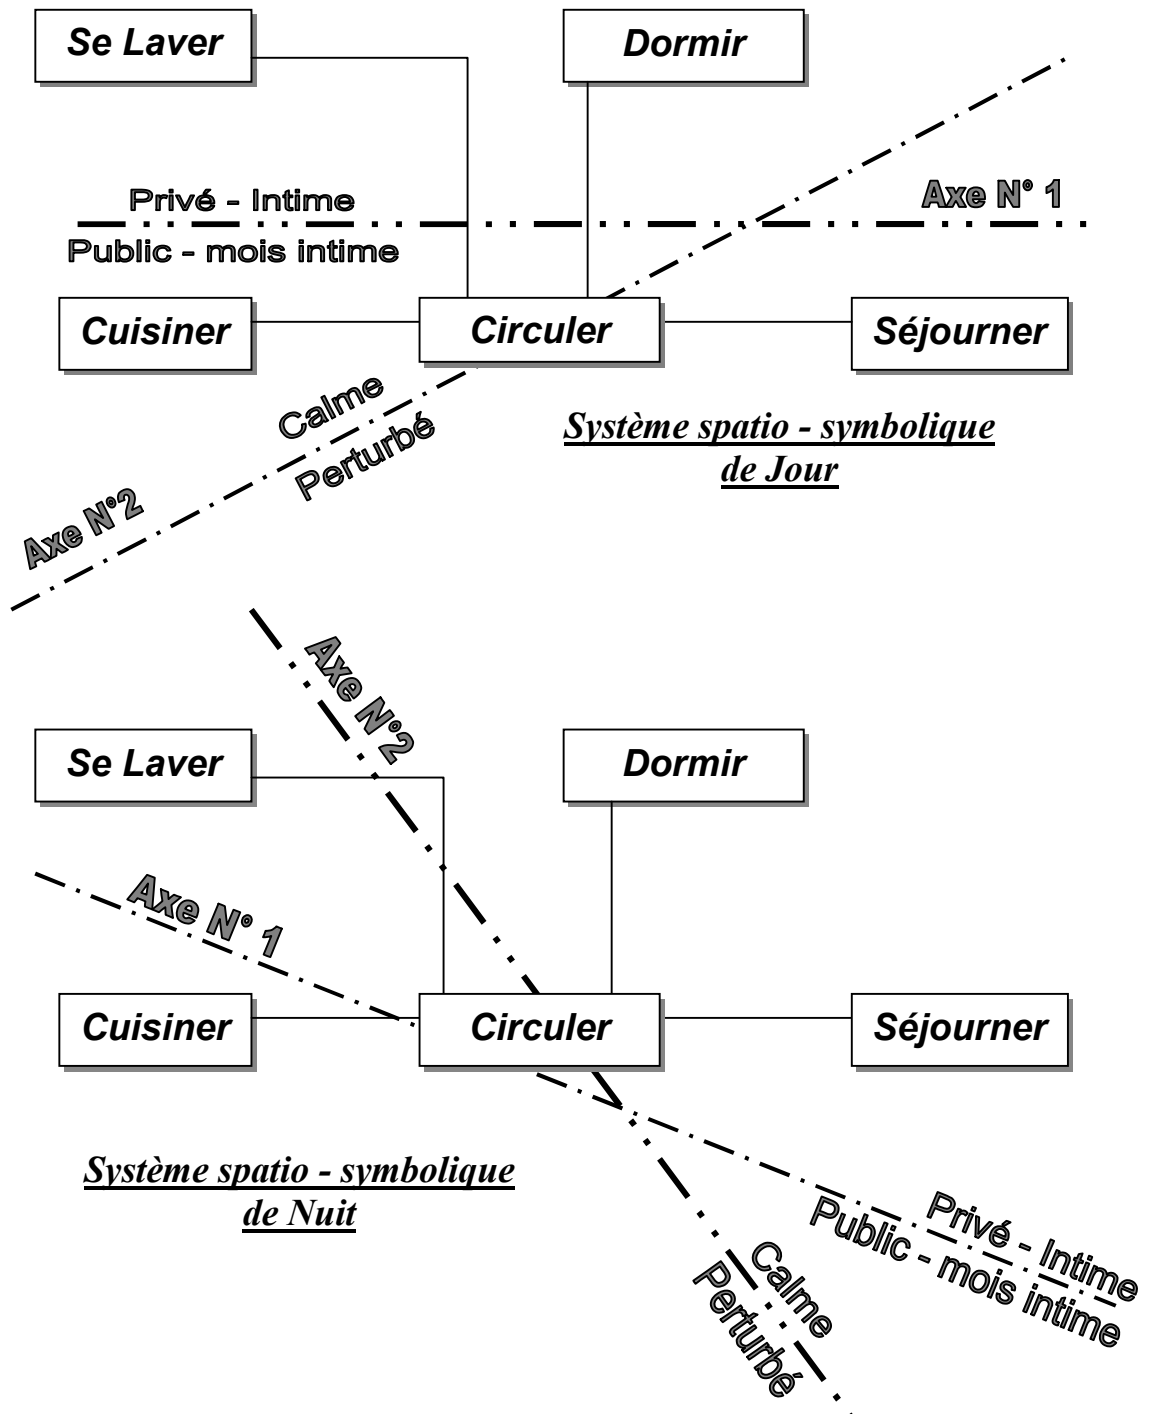 Se Laver
Dormir
Privé - Intime
Axe N° 1
Public - mois intime
Cuisiner
Circuler
Séjourner
Calme
Perturbé
Système spatio - symbolique
de Jour
Axe N°2
Axe N°2
Se Laver
Dormir
Axe N° 1
Cuisiner
Circuler
Séjourner
Système spatio - symbolique
de Nuit
Privé - Intime
Public - mois intime
Calme
Perturbé